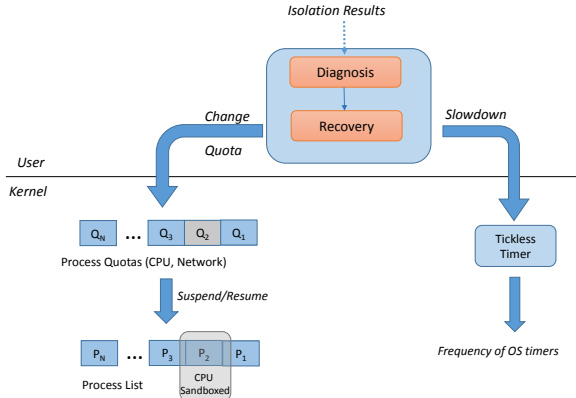 Isolation Results
Diagnosis
Recovery
Change
Quota
Slowdown
User
Kernel
QN ... Q3 Q2 Q1
Process Quotas (CPU, Network)
Tickless
Timer
Suspend/Resume
Frequency of OS timers
PN ... P3 P2 P1
Process List
CPU
Sandboxed